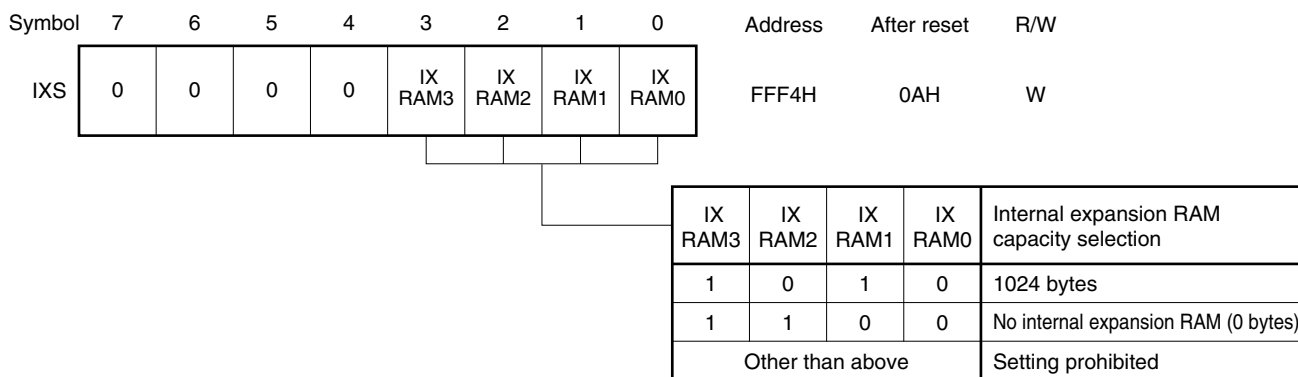 Symbol 7 6 5 4 3 2 1 0 Address After reset R/W
IXS 0 0 0 0 IX RAM3 IX RAM2 IX RAM1 IX RAM0 FFF4H 0AH W
IX RAM3 IX RAM2 IX RAM1 IX RAM0 Internal expansion RAM capacity selection
1 0 1 0 1024 bytes
1 1 0 0 No internal expansion RAM (0 bytes)
Other than above Setting prohibited